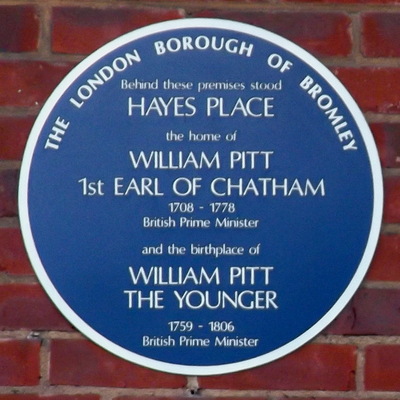 THE LONDON BOROUGH OF BROMLEY
Behind these premises stood
HAYES PLACE
the home of
WILLIAM PITT
1st EARL OF CHATHAM
1708 - 1778
British Prime Minister
and the birthplace of
WILLIAM PITT
THE YOUNGER
1759 - 1806
British Prime Minister